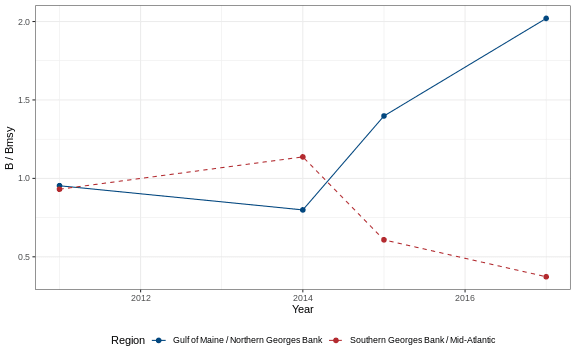 2.0
1.5
1.0
0.5
B / Bmsy
2012 2014 2016
Year
Region Gulf of Maine / Northern Georges Bank Southern Georges Bank / Mid-Atlantic